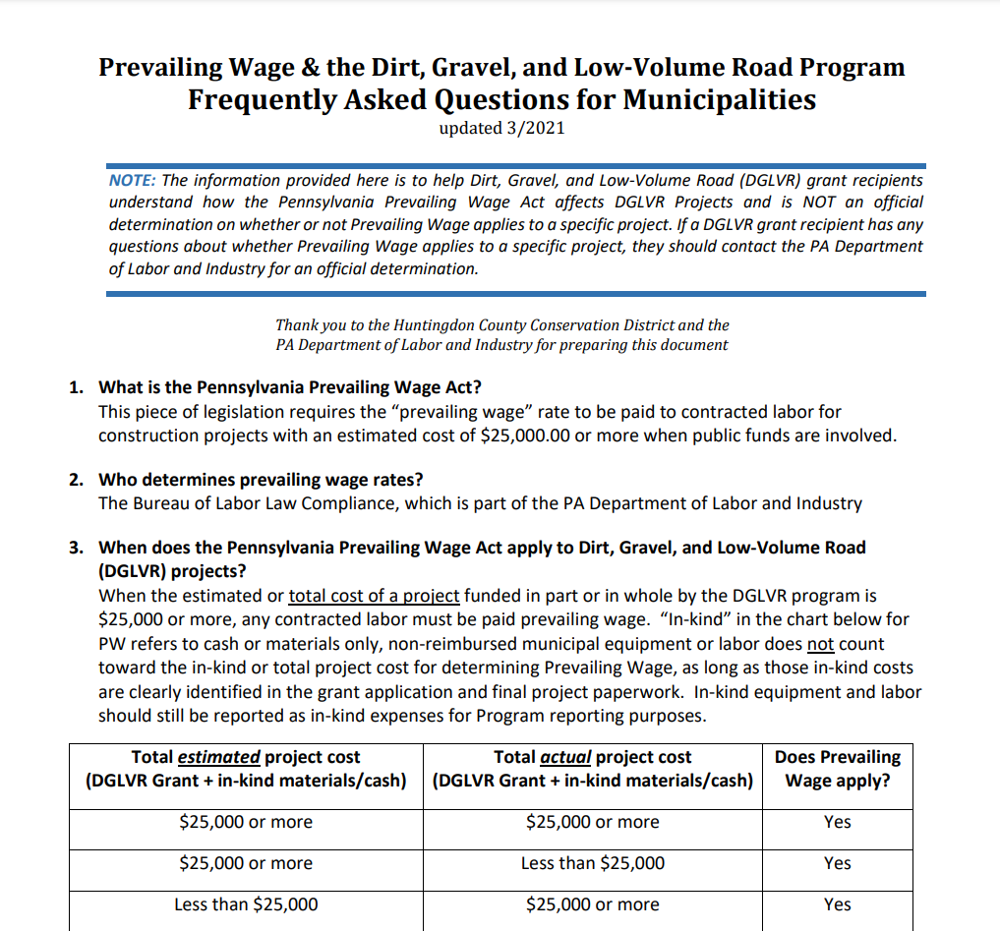 Prevailing Wage & the Dirt, Gravel, and Low-Volume Road Program
Frequently Asked Questions for Municipalities
updated 3/2021
NOTE: The information provided here is to help Dirt, Gravel, and Low-Volume Road (DGLVR) grant recipients
understand how the Pennsylvania Prevailing Wage Act affects DGLVR Projects and is NOT an official
determination on whether or not Prevailing Wage applies to a specific project. If a DGLVR grant recipient has any
questions about whether Prevailing Wage applies to a specific project, they should contact the PA Department
of Labor and Industry for an official determination.
Thank you to the Huntingdon County Conservation District and the
PA Department of Labor and Industry for preparing this document
1. What is the Pennsylvania Prevailing Wage Act?
This piece of legislation requires the “prevailing wage” rate to be paid to contracted labor for
construction projects with an estimated cost of $25,000.00 or more when public funds are involved.
2. Who determines prevailing wage rates?
The Bureau of Labor Law Compliance, which is part of the PA Department of Labor and Industry
3. When does the Pennsylvania Prevailing Wage Act apply to Dirt, Gravel, and Low-Volume Road
(DGLVR) projects?
When the estimated or total cost of a project funded in part or in whole by the DGLVR program is
$25,000 or more, any contracted labor must be paid prevailing wage. “In-kind” in the chart below for
PW refers to cash or materials only, non-reimbursed municipal equipment or labor does not count
toward the in-kind or total project cost for determining Prevailing Wage, as long as those in-kind costs
are clearly identified in the grant application and final project paperwork. In-kind equipment and labor
should still be reported as in-kind expenses for Program reporting purposes.
Total estimated project cost
(DGLVR Grant + in-kind materials/cash)
Total actual project cost
(DGLVR Grant + in-kind materials/cash)
Does Prevailing
Wage apply?
$25,000 or more
$25,000 or more
Yes
$25,000 or more
Less than $25,000
Yes
Less than $25,000
$25,000 or more
Yes